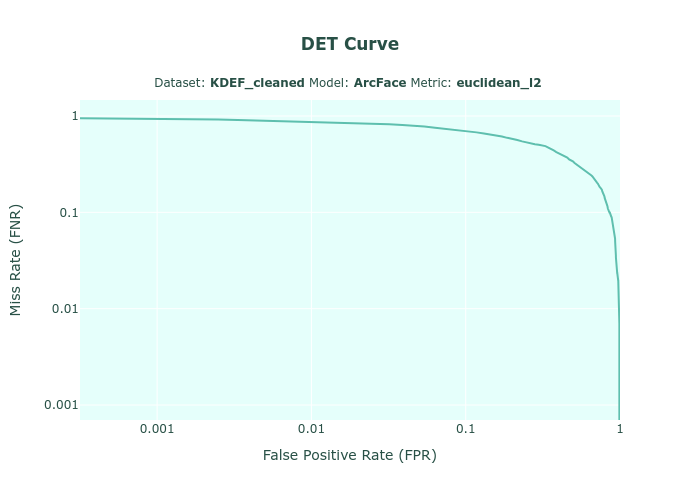 DET Curve
Dataset: KDEF_cleaned Model: ArcFace Metric: euclidean_l2
1
0.1
0.01
0.001
Miss Rate (FNR)
0.001
0.01
0.1
1
False Positive Rate (FPR)